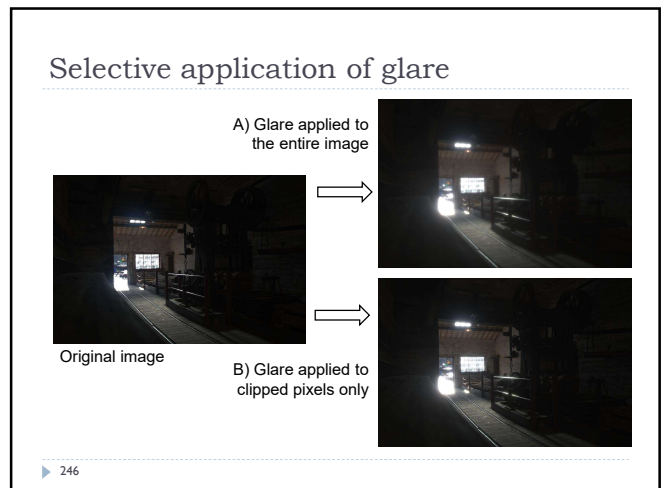 Selective application of glare
A) Glare applied to
the entire image
Original image
B) Glare applied to
clipped pixels only
246